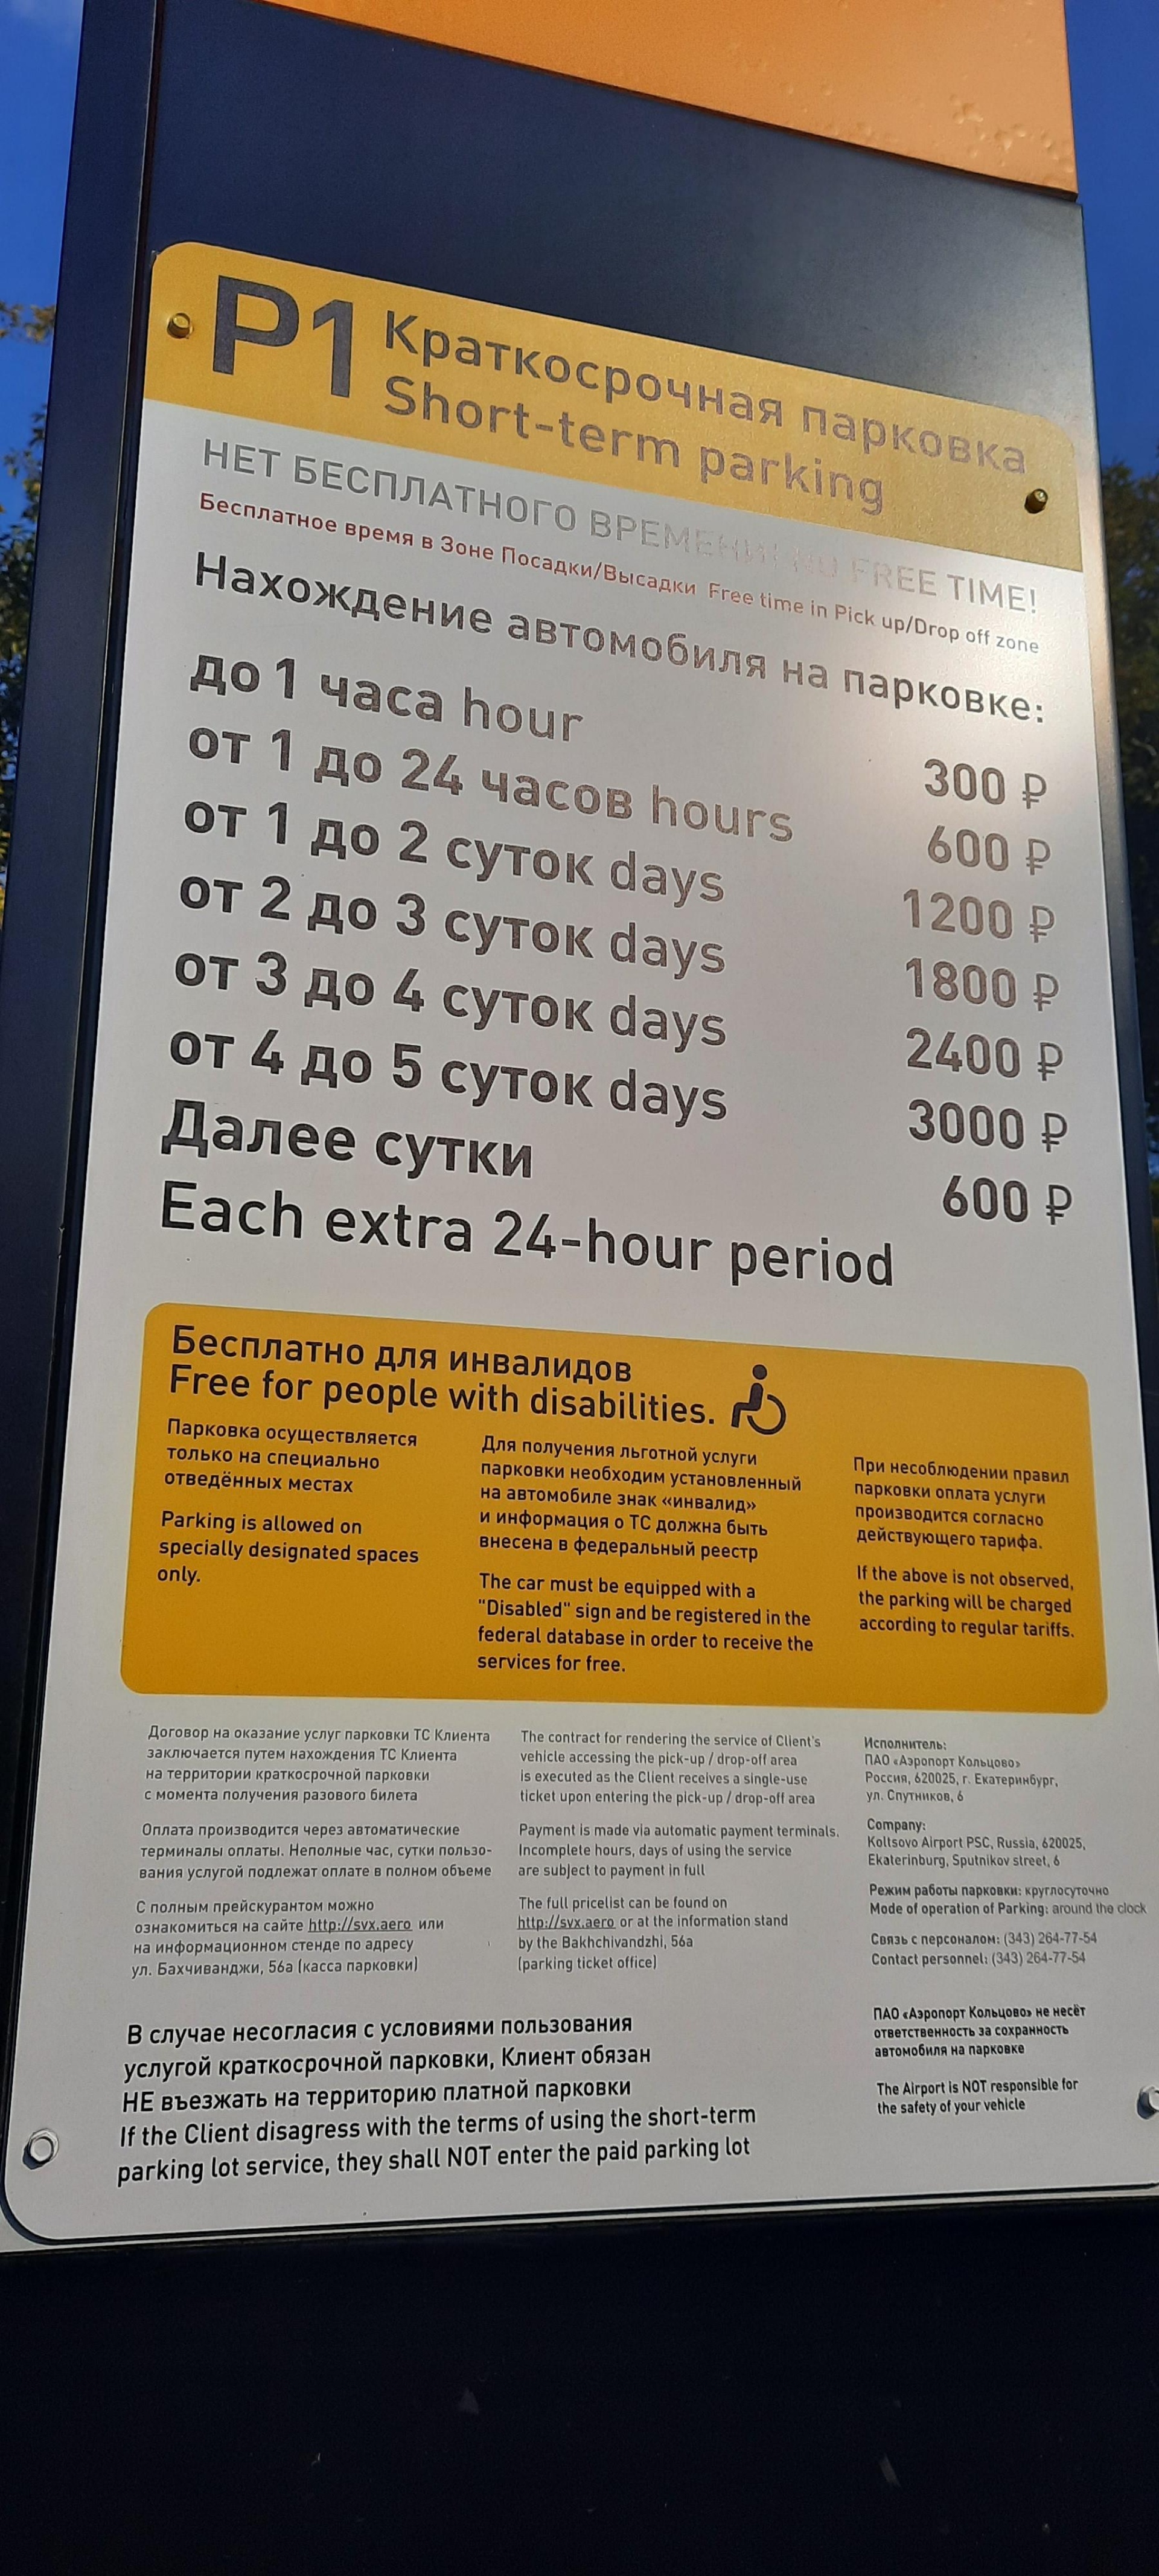 P1 Краткосрочная парковка
Short-term parking
НЕТ БЕСПЛАТНОГО ВРЕМЕНИ! NO FREE TIME!
Бесплатное время в Зоне Посадки/Высадки Free time in Pick up/Drop off zone
Нахождение автомобиля на парковке:
до 1 часа hour 300 ₽
от 1 до 24 часов hours 600 ₽
от 1 до 2 суток days 1200 ₽
от 2 до 3 суток days 1800 ₽
от 3 до 4 суток days 2400 ₽
от 4 до 5 суток days 3000 ₽
Далее сутки 600 ₽
Each extra 24-hour period
Бесплатно для инвалидов
Free for people with disabilities.
Парковка осуществляется
только на специально
отведённых местах
Parking is allowed on
specially designated spaces
only.
Для получения льготной услуги
парковки необходим установленный
на автомобиле знак «инвалид»
и информация о ТС должна быть
внесена в федеральный реестр
The car must be equipped with a
"Disabled" sign and be registered in the
federal database in order to receive the
services for free.
При несоблюдении правил
парковки оплата услуги
производится согласно
действующего тарифа.
If the above is not observed,
the parking will be charged
according to regular tariffs.
Договор на оказание услуг парковки ТС Клиента
заключается путем нахождения ТС Клиента
на территории краткосрочной парковки
с момента получения разового билета
Оплата производится через автоматические
терминалы оплаты. Неполные час, сутки пользо-
вания услугой подлежат оплате в полном объеме
С полным прейскурантом можно
ознакомиться на сайте http://svx.aero или
на информационном стенде по адресу
ул. Бахчиванджи, 56а (касса парковки)
The contract for rendering the service of Client's
vehicle accessing the pick-up / drop-off area
is executed as the Client receives a single-use
ticket upon entering the pick-up / drop-off area
Payment is made via automatic payment terminals.
Incomplete hours, days of using the service
are subject to payment in full
The full pricelist can be found on
http://svx.aero or at the information stand
by the Bakhchivandzhi, 56a
(parking ticket office)
Исполнитель:
ПАО «Аэропорт Кольцово»
Россия, 620025, г. Екатеринбург,
ул. Спутников, 6
Company:
Koltsovo Airport PSC, Russia, 620025,
Ekaterinburg, Sputnikov street, 6
Режим работы парковки: круглосуточно
Mode of operation of Parking: around the clock
Связь с персоналом: (343) 264-77-54
Contact personnel: (343) 264-77-54
В случае несогласия с условиями пользования
услугой краткосрочной парковки, Клиент обязан
НЕ въезжать на территорию платной парковки
If the Client disagress with the terms of using the short-term
parking lot service, they shall NOT enter the paid parking lot
ПАО «Аэропорт Кольцово» не несёт
ответственность за сохранность
автомобиля на парковке
The Airport is NOT responsible for
the safety of your vehicle